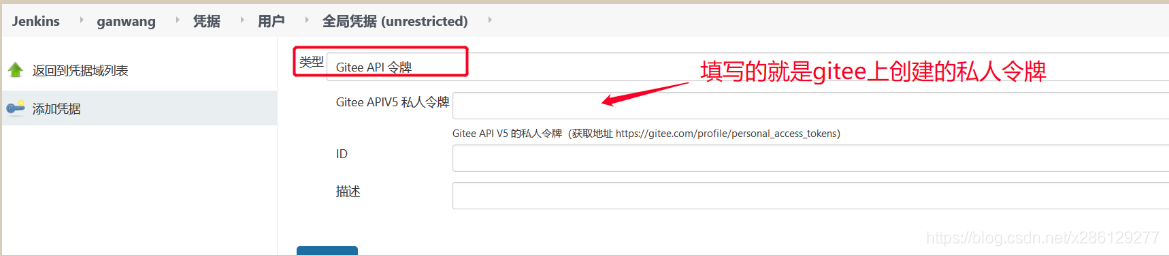 Jenkins ganwang 凭据 用户 全局凭据 (unrestricted)
返回到凭据域列表
添加凭据
类型 Gitee API 令牌
填写的就是gitee上创建的私人令牌
Gitee APIV5 私人令牌
Gitee API V5 的私人令牌（获取地址 https://gitee.com/profile/personal_access_tokens）
ID
描述
https://blog.csdn.net/x286129277